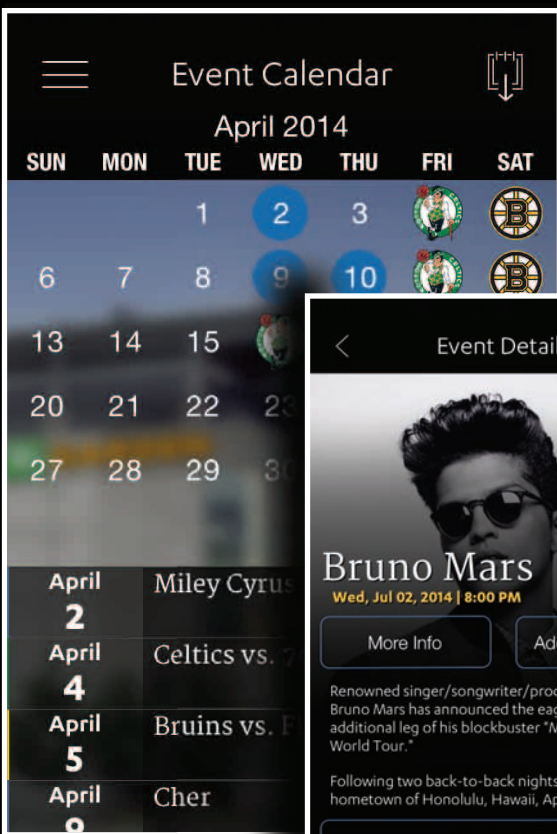 Event Calendar
April 2014
SUN MON TUE WED THU FRI SAT
1 2 3
6 7 8 9 10
13 14 15
20 21 22 23
27 28 29 30
April Miley Cyrus
2
April Celtics vs.
4
April Bruins vs.
5
April Cher
9
Event Detail
Bruno Mars
Wed, Jul 02, 2014 | 8:00 PM
More Info
Renowned singer/songwriter/
Bruno Mars has announced the
additional leg of his blockbuster
World Tour."
Following two back-to-back nights
hometown of Honolulu, Hawaii,